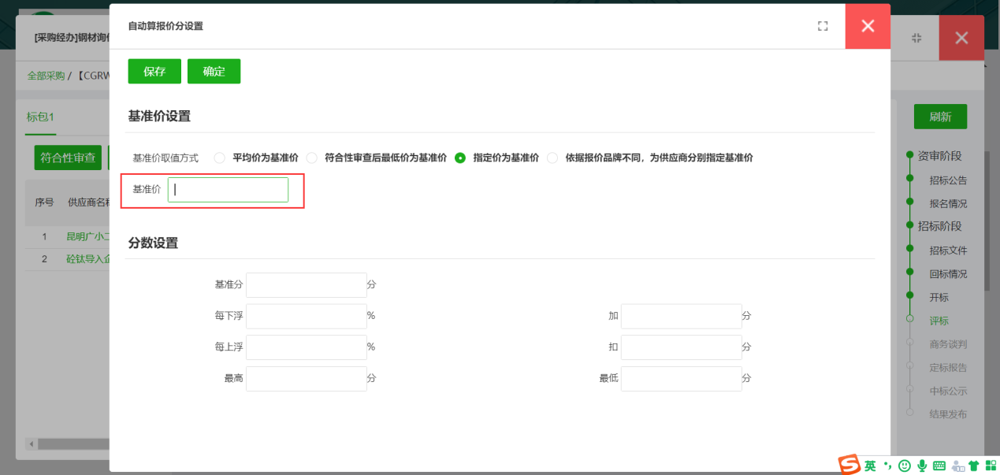 自动算报价分设置
[采购经办]钢材询
全部采购 / 【CGRW
标包1
符合性审查
序号 供应商名
1 昆明广小
2 砼钛导入
保存 确定
基准价设置
基准价取值方式 平均价为基准价 符合性审查后最低价为基准价 指定价为基准价 依据报价品牌不同，为供应商分别指定基准价
基准价
分数设置
基准分 分
每下浮 % 加 分
每上浮 % 扣 分
最高 分 最低 分
刷新
资审阶段
招标公告
报名情况
招标阶段
招标文件
回标情况
开标
评标
商务谈判
定标报告
中标公示
结果发布
英